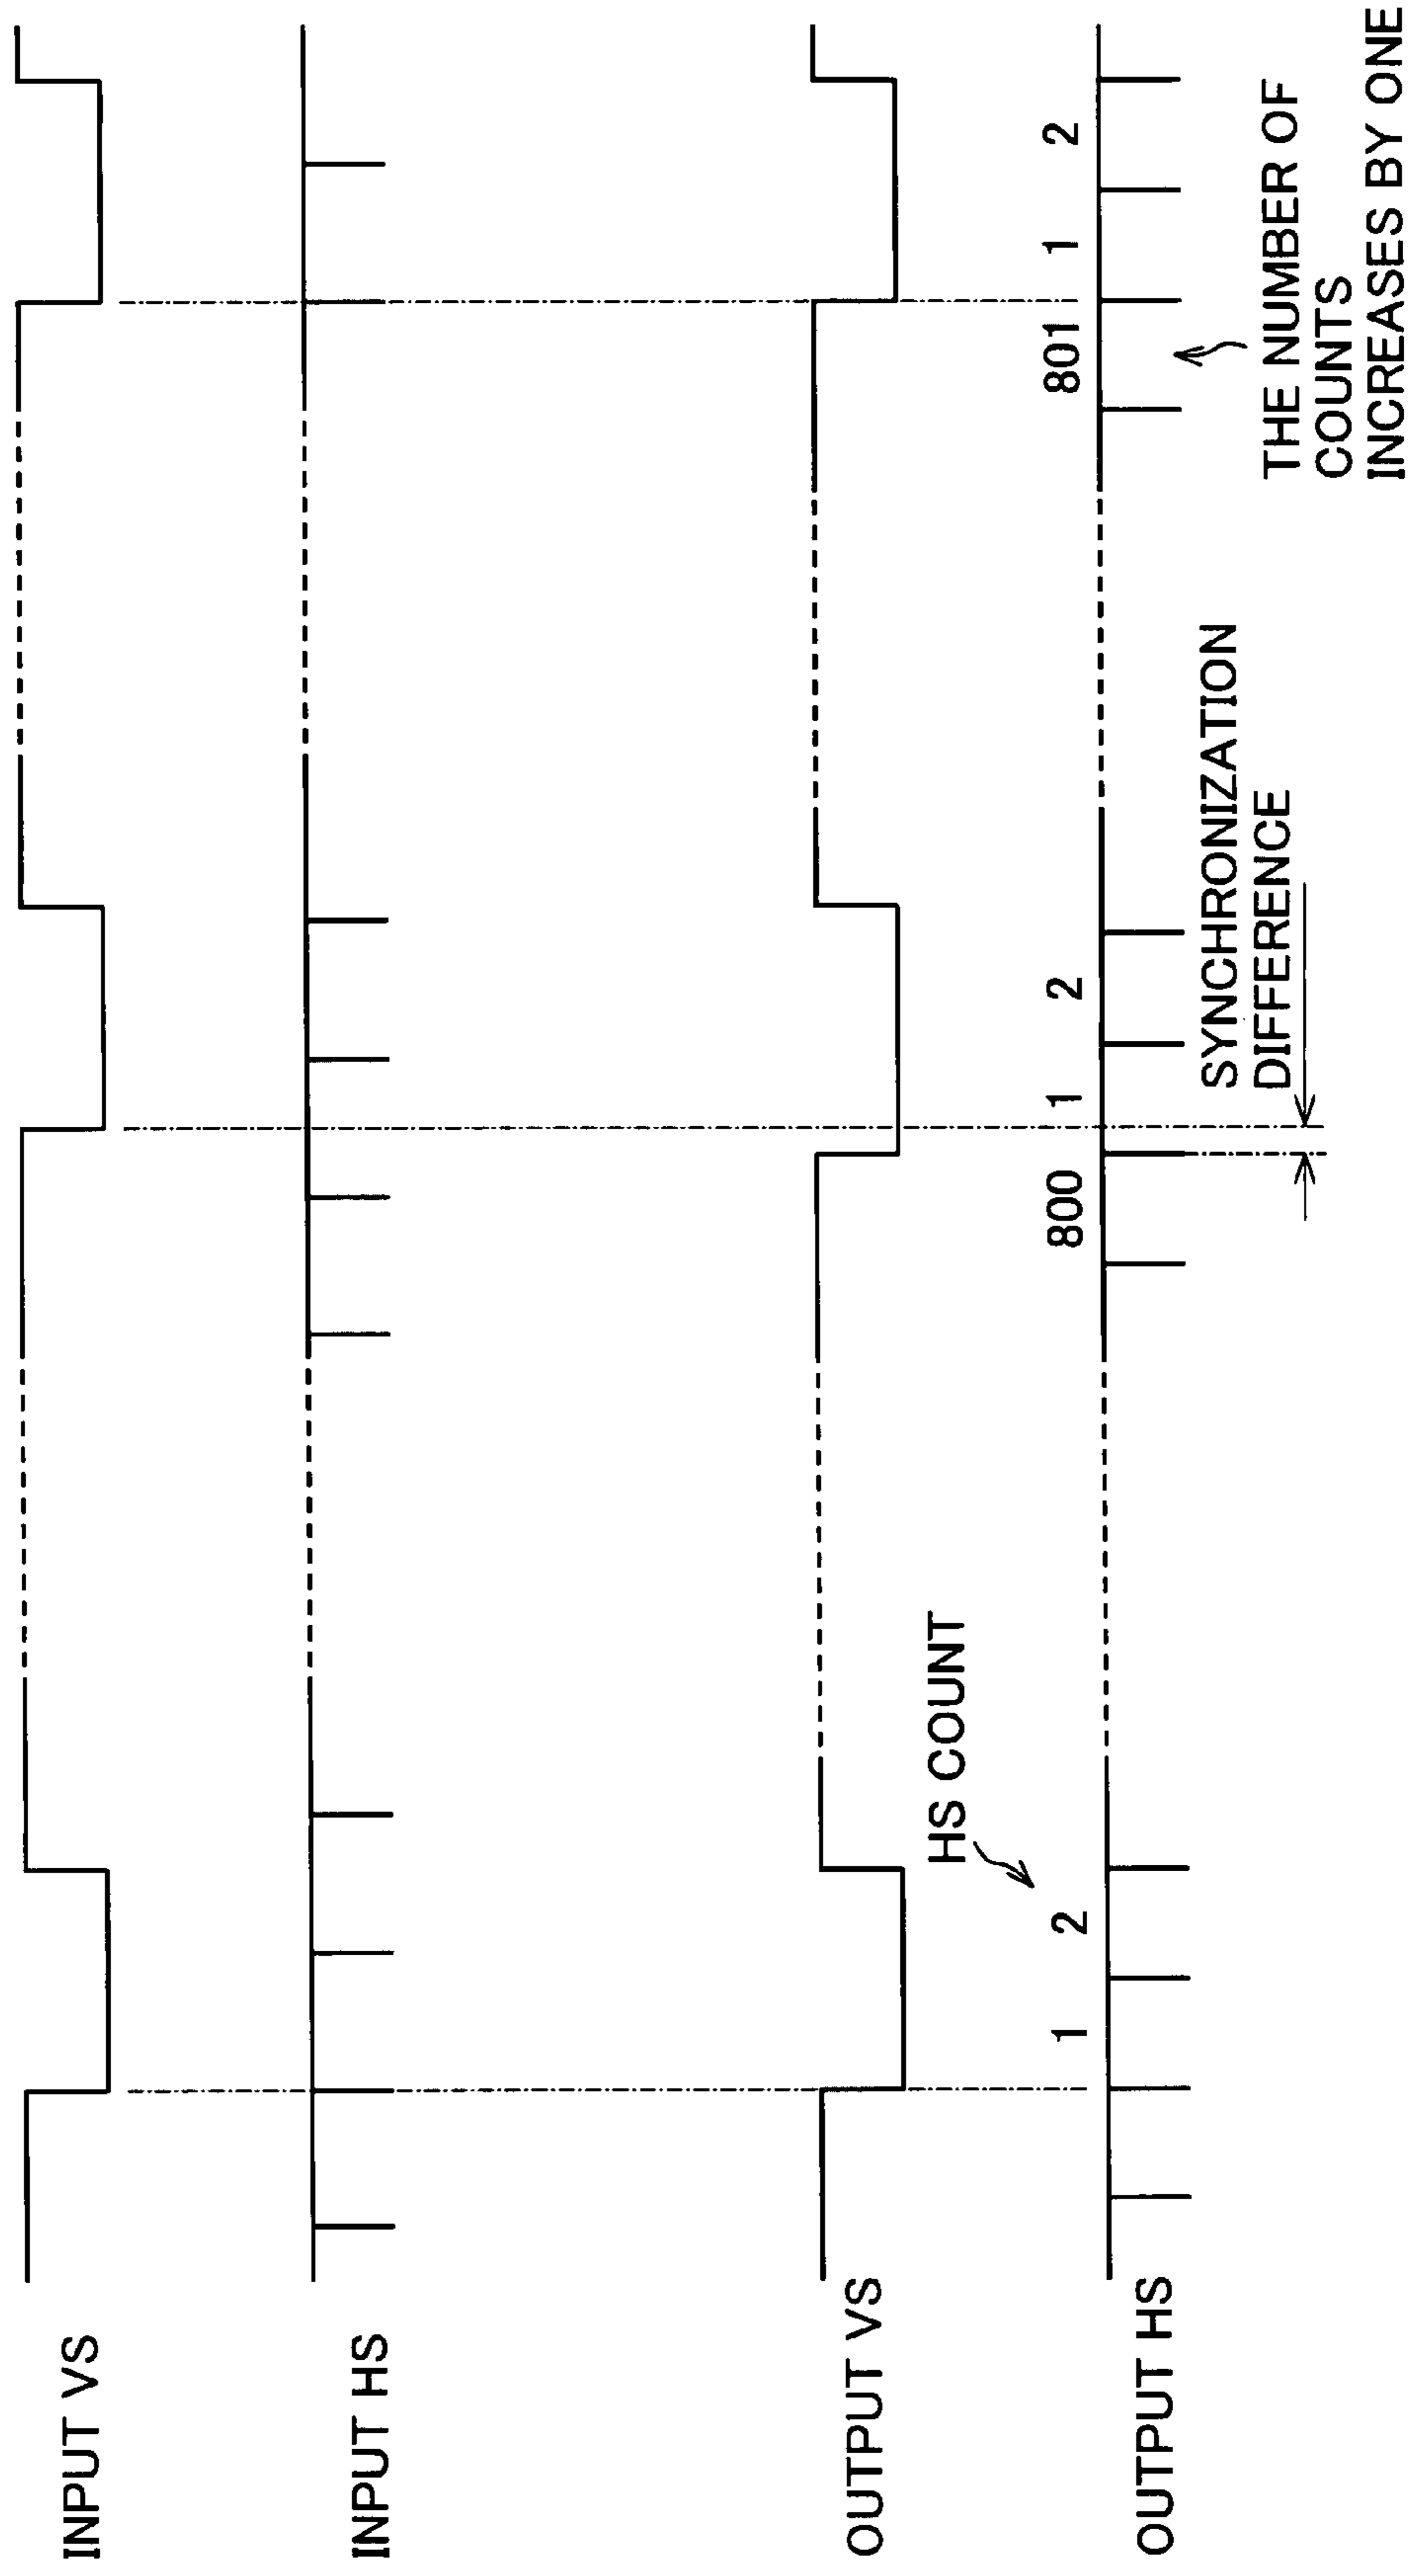 INPUT VS
INPUT HS
OUTPUT VS
HS COUNT
1 2 800 1 2 801 1 2
OUTPUT HS
SYNCHRONIZATION
DIFFERENCE
THE NUMBER OF
COUNTS
INCREASES BY ONE